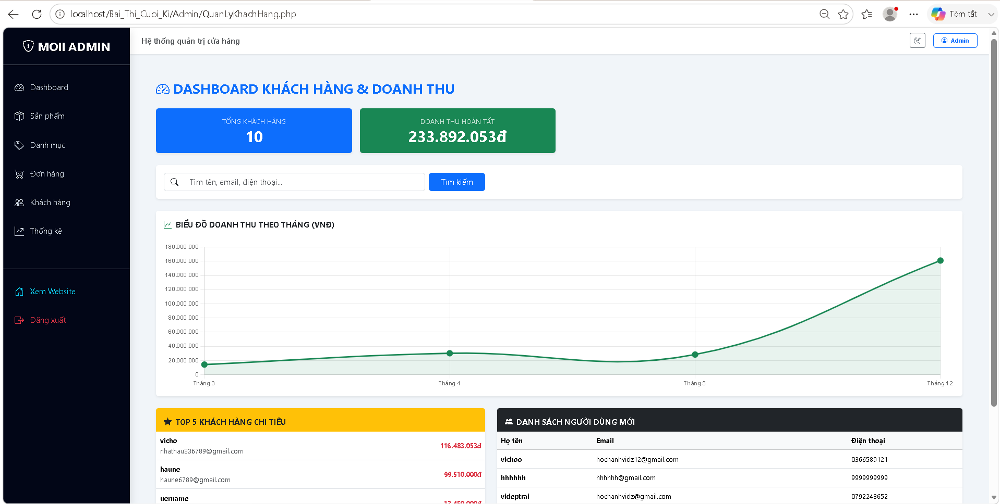 localhost/Bai_Thi_Cuoi_Ki/Admin/QuanLyKhachHang.php
Tóm tắt
MOII ADMIN
Hệ thống quản trị cửa hàng
Admin
Dashboard
Sản phẩm
Danh mục
Đơn hàng
Khách hàng
Thống kê
Xem Website
Đăng xuất
DASHBOARD KHÁCH HÀNG & DOANH THU
TỔNG KHÁCH HÀNG
10
DOANH THU HOÀN TẤT
233.892.053đ
Tìm tên, email, điện thoại...
Tìm kiếm
BIỂU ĐỒ DOANH THU THEO THÁNG (VNĐ)
180.000.000
160.000.000
140.000.000
120.000.000
100.000.000
80.000.000
60.000.000
40.000.000
20.000.000
0
Tháng 3 Tháng 4 Tháng 5 Tháng 12
TOP 5 KHÁCH HÀNG CHI TIÊU
vicho
nhathau336789@gmail.com
116.483.053đ
haune
haune6789@gmail.com
99.510.000đ
uername
13.450.000đ
DANH SÁCH NGƯỜI DÙNG MỚI
Họ tên Email Điện thoại
vichoo hochanhvidz12@gmail.com 0366589121
hhhhhh hhhhhh@gmail.com 9999999999
videptrai hochanhvidz@gmail.com 0792243652